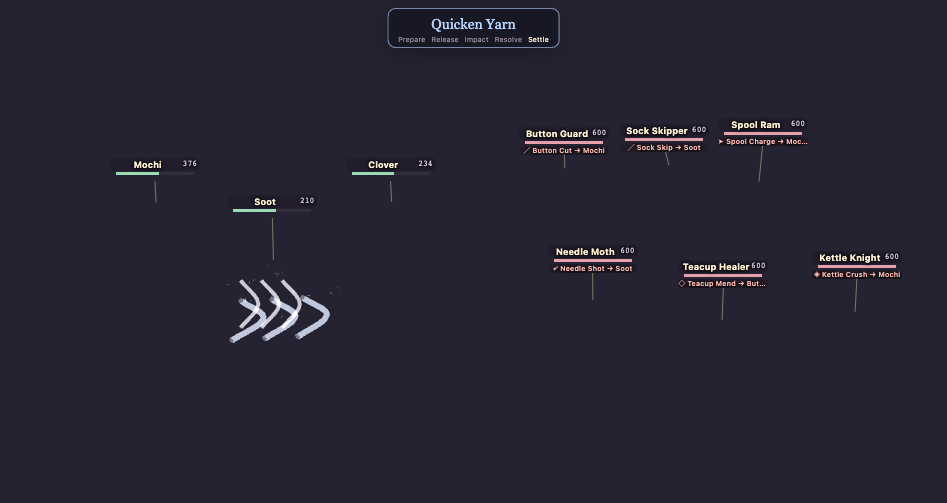 Quicken Yarn
Prepare Release Impact Resolve Settle
Mochi 376
Soot 210
Clover 234
Button Guard 600
Button Cut → Mochi
Sock Skipper 600
Sock Skip → Soot
Spool Ram 600
Spool Charge → Moc...
Needle Moth 600
Needle Shot → Soot
Teacup Healer 600
Teacup Mend → But...
Kettle Knight 600
Kettle Crush → Mochi